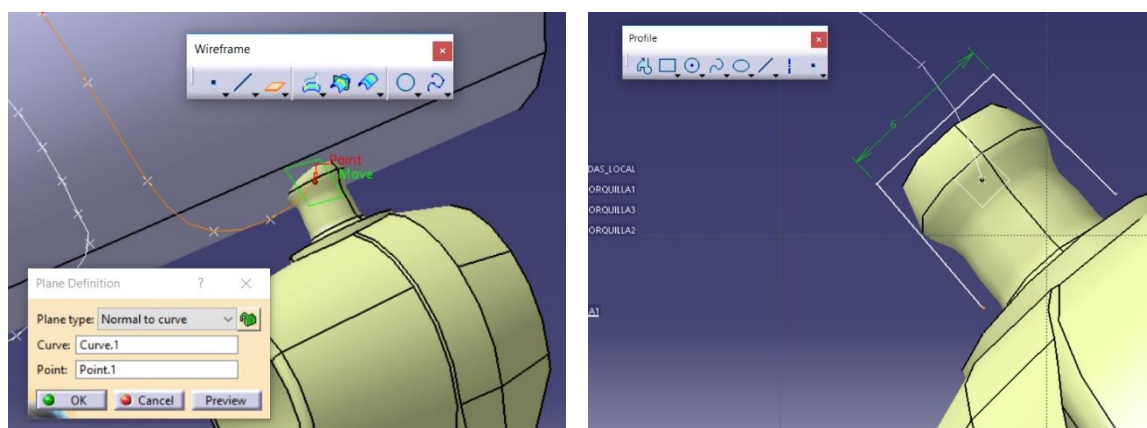 Wireframe
Point
Move
Plane Definition
?
Plane type: Normal to curve
Curve: Curve.1
Point: Point.1
OK
Cancel
Preview
Profile
6
DAS_LOCAL
ORQUILLA1
ORQUILLA3
ORQUILLA2
A1